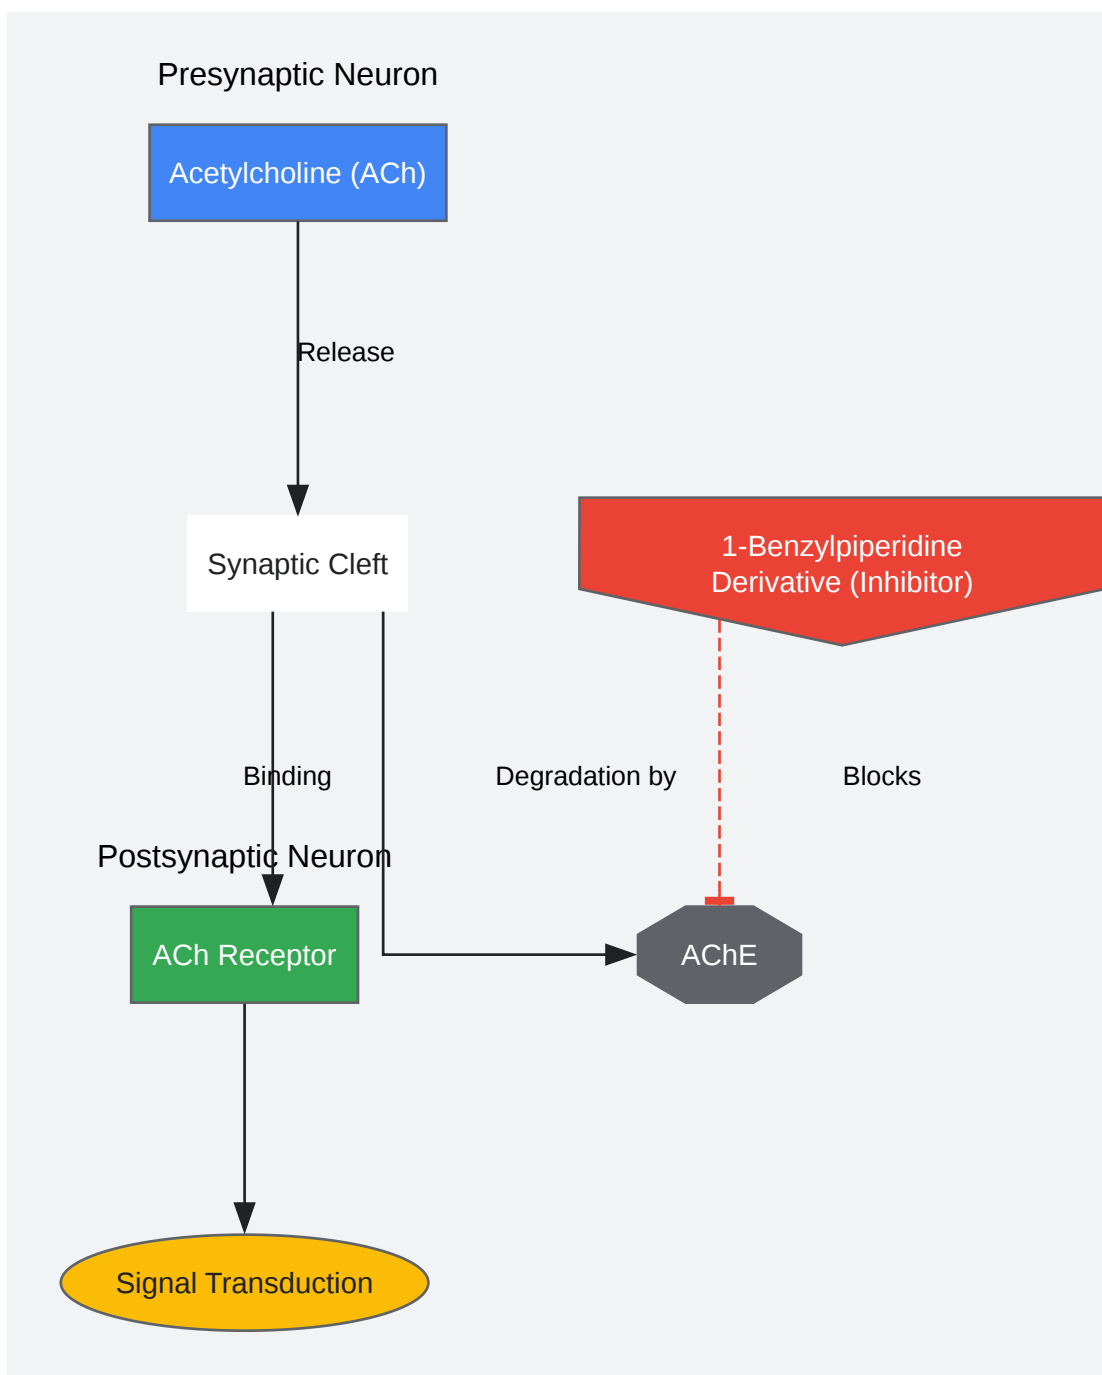 Presynaptic Neuron
Acetylcholine (ACh)
Release
Synaptic Cleft
1-Benzylpiperidine
Derivative (Inhibitor)
Binding
Degradation by
Blocks
Postsynaptic Neuron
ACh Receptor
AChE
Signal Transduction